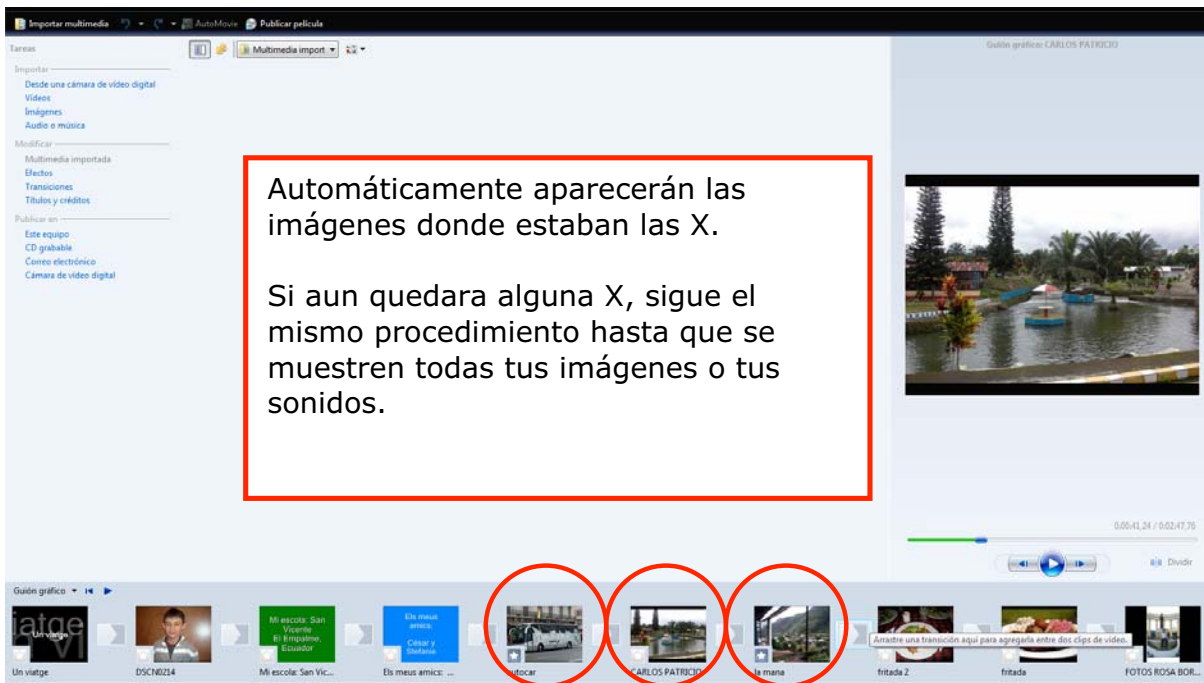 Importar multimedia
AutoMovie
Publicar película
Tareas
Multimedia import
Guión gráfico: CARLOS PATRICIO
Importar
Desde una cámara de vídeo digital
Vídeos
Imágenes
Audio o música
Modificar
Multimedia importada
Efectos
Transiciones
Títulos y créditos
Publicar en
Este equipo
CD grabable
Correo electrónico
Cámara de vídeo digital
Automáticamente aparecerán las
imágenes donde estaban las X.
Si aun quedara alguna X, sigue el
mismo procedimiento hasta que se
muestren todas tus imágenes o tus
sonidos.
0:00:41,24 / 0:02:47,76
Dividir
Guión gráfico
iatge
Un viatge
VI
Mi escola: San
Vicente
El Empalme,
Ecuador
Els meus
amics:
César y
Stefanie
Arrastre una transición aquí para agregarla entre dos clips de vídeo.
Un viatge
DSCN0214
Mi escola: San Vic...
Els meus amics: ...
autocar
CARLOS PATRICIO
la mana
fritada 2
fritada
FOTOS ROSA BOR...